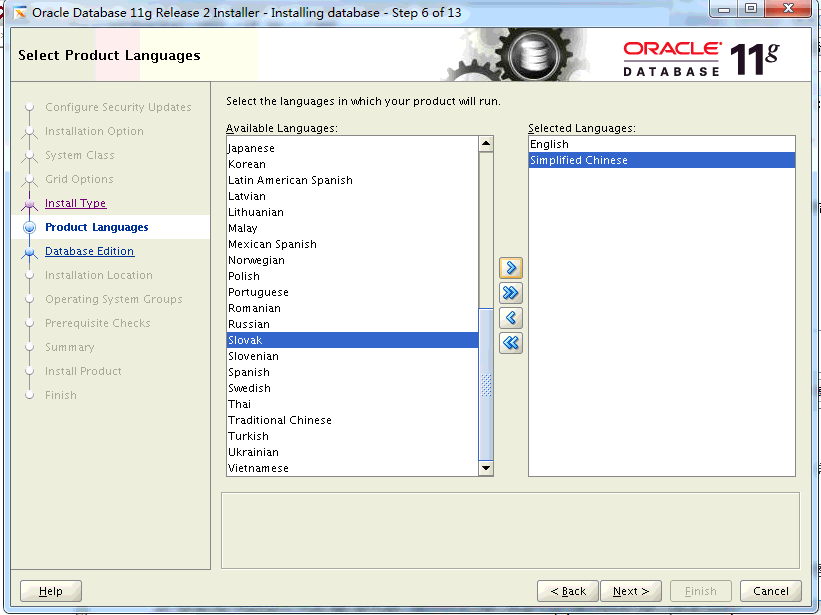 Oracle Database 11g Release 2 Installer - Installing database - Step 6 of 13
Select Product Languages
ORACLE
DATABASE
11g
Configure Security Updates
Installation Option
System Class
Grid Options
Install Type
Product Languages
Database Edition
Installation Location
Operating System Groups
Prerequisite Checks
Summary
Install Product
Finish
Select the languages in which your product will run.
Available Languages:
Japanese
Korean
Latin American Spanish
Latvian
Lithuanian
Malay
Mexican Spanish
Norwegian
Polish
Portuguese
Romanian
Russian
Slovak
Slovenian
Spanish
Swedish
Thai
Traditional Chinese
Turkish
Ukrainian
Vietnamese
Selected Languages:
English
Simplified Chinese
Help
< Back
Next >
Finish
Cancel